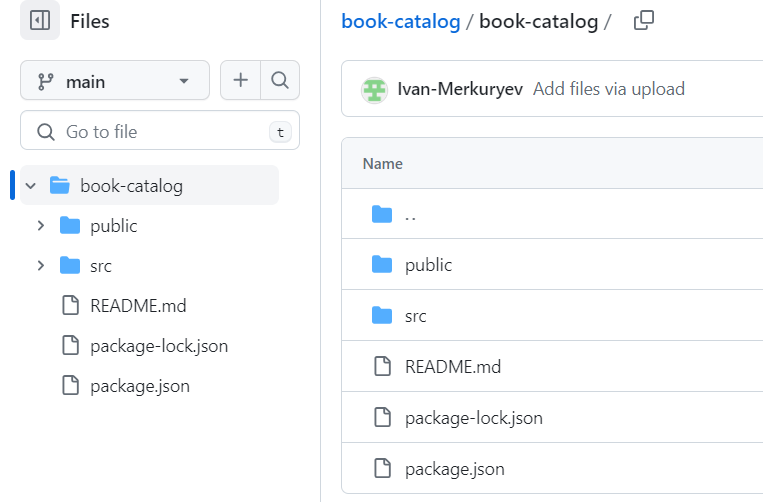 Files
main
Go to file
t
book-catalog
public
src
README.md
package-lock.json
package.json
book-catalog / book-catalog /
Ivan-Merkuryev Add files via upload
Name
..
public
src
README.md
package-lock.json
package.json